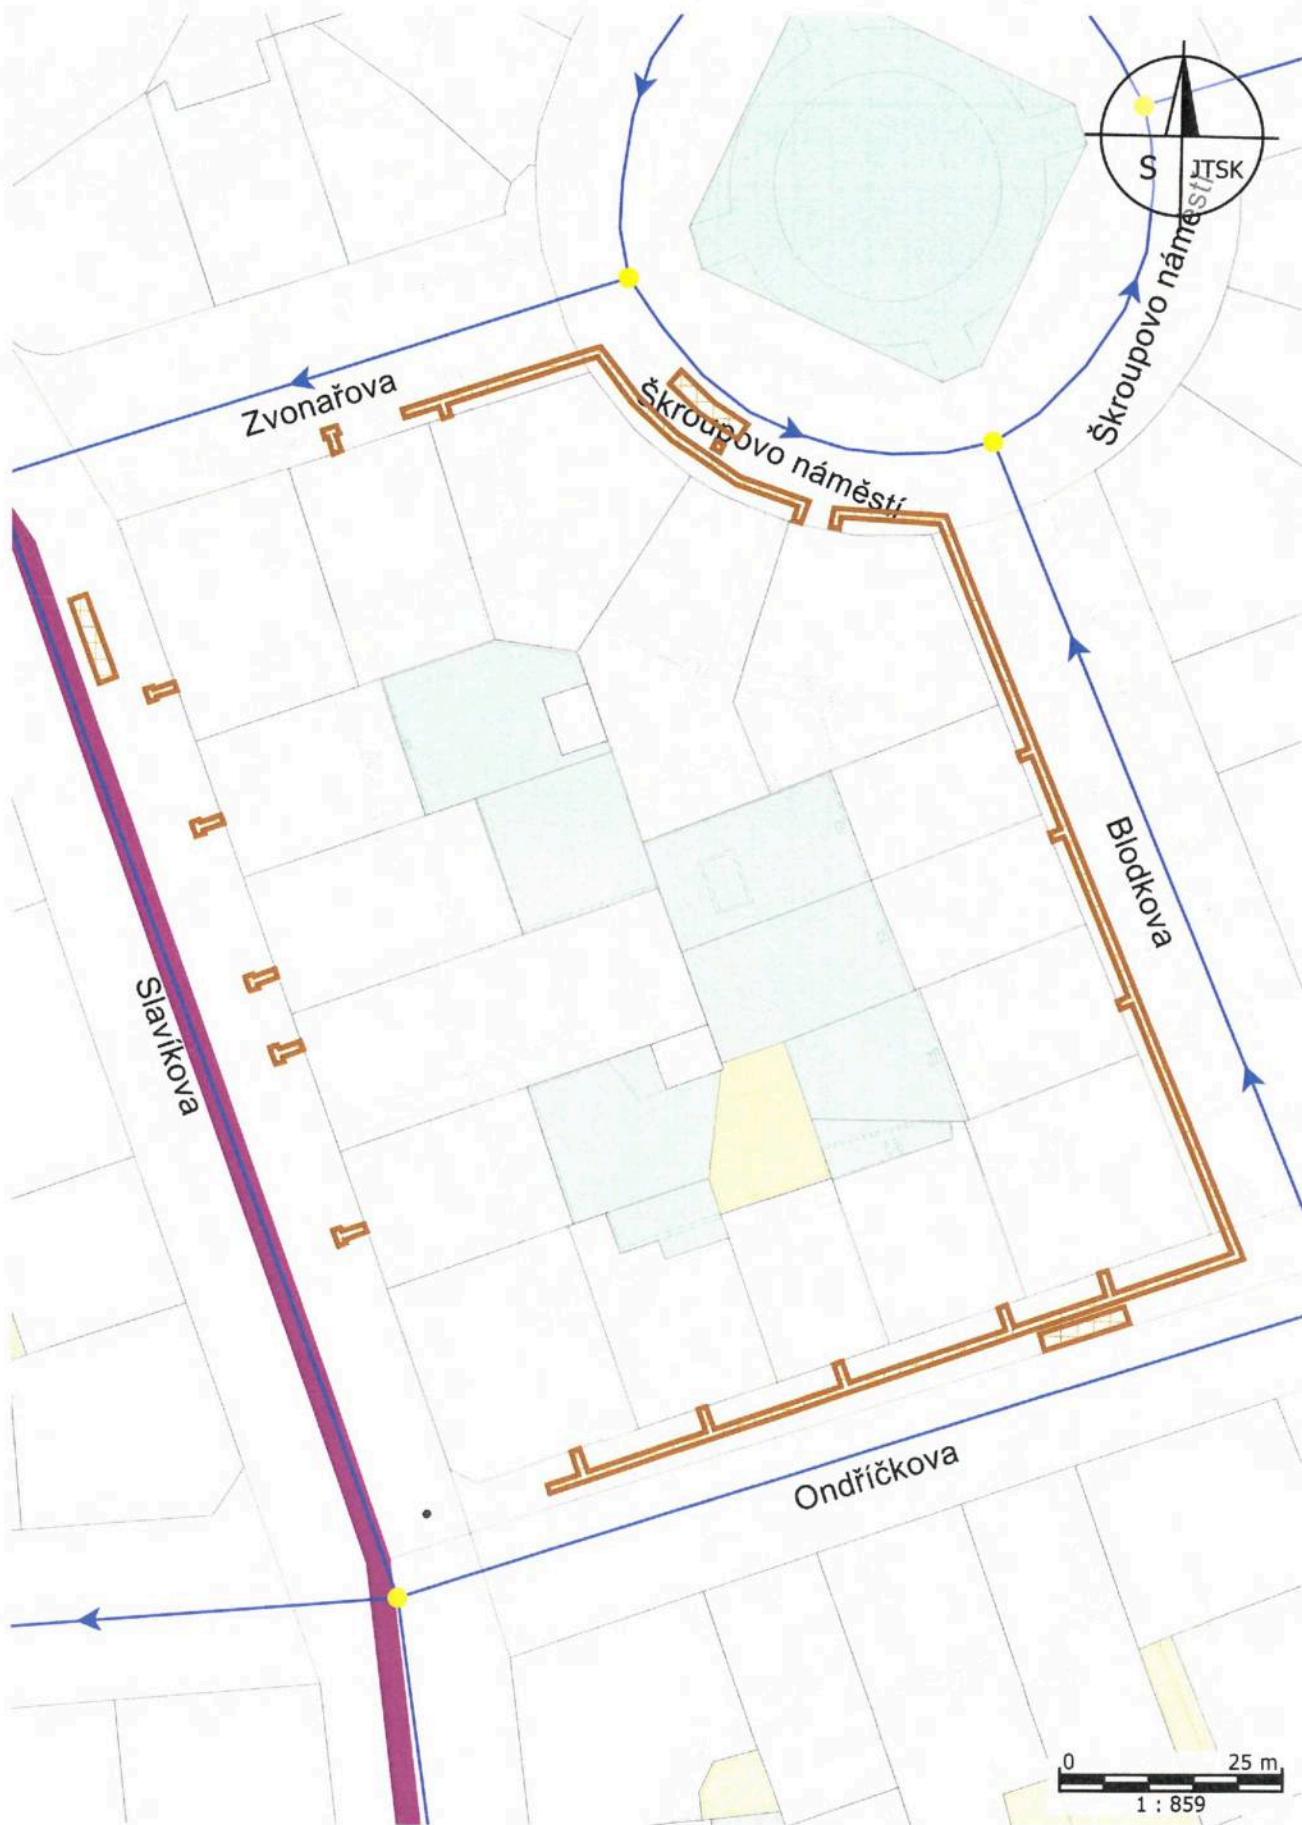 S JTSK
Škroupovo náměstí
Zvonařova
Škroupovo náměstí
Blodkova
Slavíkova
Ondříčkova
0 25 m
1 : 859